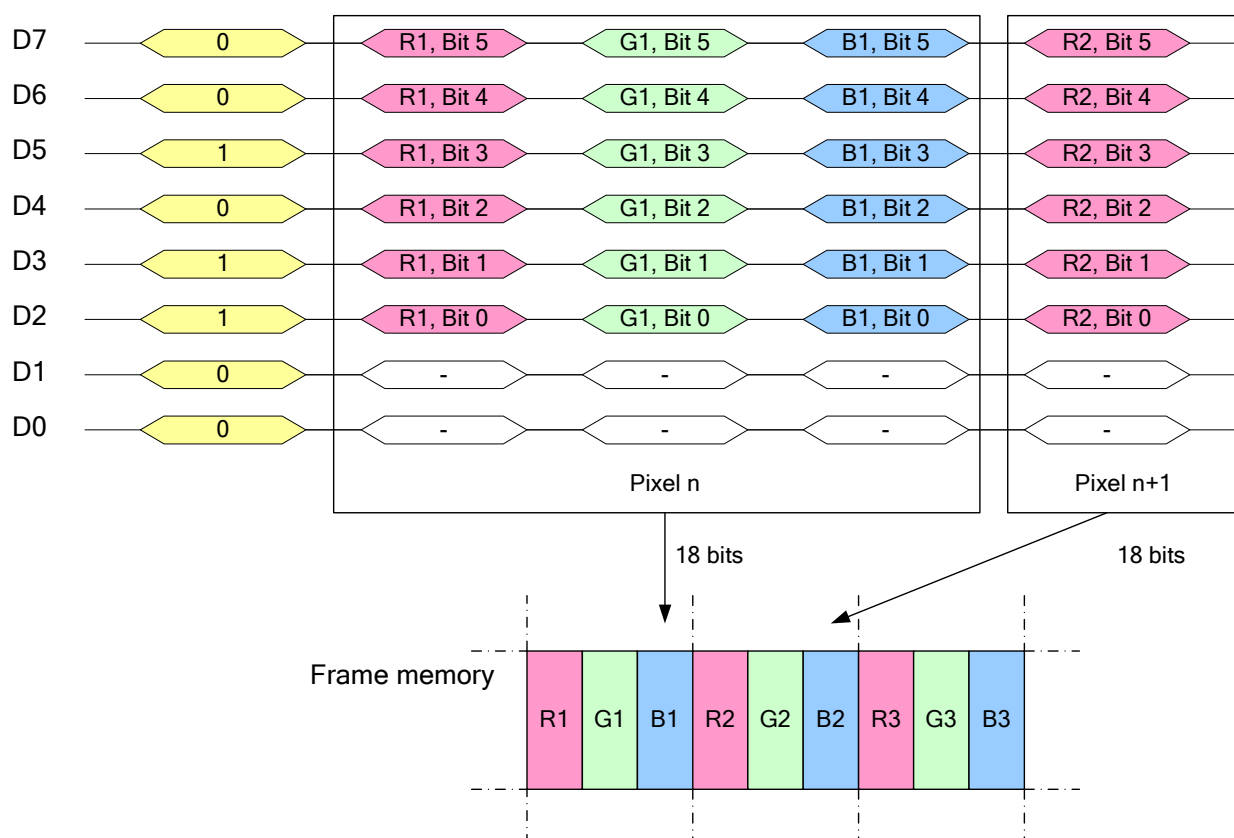 D7 0 R1, Bit 5 G1, Bit 5 B1, Bit 5 R2, Bit 5
D6 0 R1, Bit 4 G1, Bit 4 B1, Bit 4 R2, Bit 4
D5 1 R1, Bit 3 G1, Bit 3 B1, Bit 3 R2, Bit 3
D4 0 R1, Bit 2 G1, Bit 2 B1, Bit 2 R2, Bit 2
D3 1 R1, Bit 1 G1, Bit 1 B1, Bit 1 R2, Bit 1
D2 1 R1, Bit 0 G1, Bit 0 B1, Bit 0 R2, Bit 0
D1 0 - - - -
D0 0 - - - -
Pixel n Pixel n+1
18 bits 18 bits
Frame memory
R1 G1 B1 R2 G2 B2 R3 G3 B3